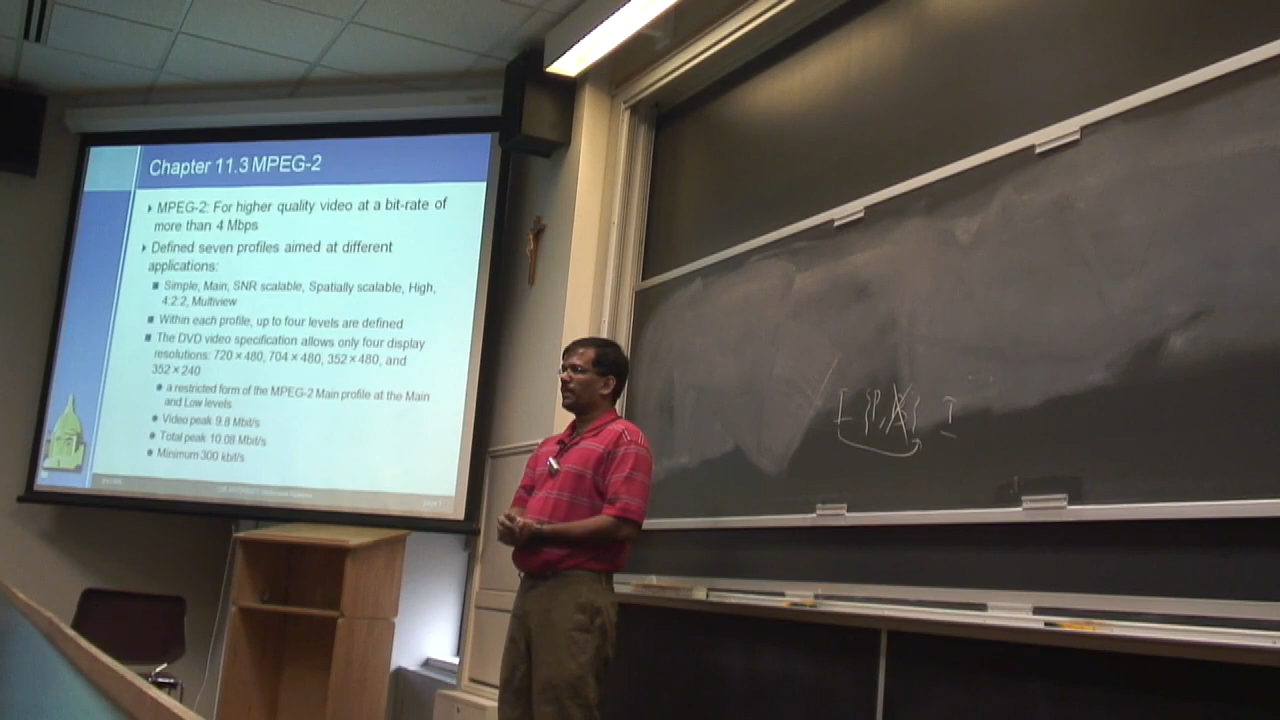 Chapter 11.3 MPEG-2
MPEG-2: For higher quality video at a bit-rate of
more than 4 Mbps
Defined seven profiles aimed at different
applications:
Simple, Main, SNR scalable, Spatially scalable, High,
4:2:2, Multiview
Within each profile, up to four levels are defined
The DVD video specification allows only four display
resolutions: 720 × 480, 704 × 480, 352 × 480, and
352 × 240
a restricted form of the MPEG-2 Main profile at the Main
and Low levels
Video peak 9.8 Mbit/s
Total peak 10.08 Mbit/s
Minimum 300 kbit/s
I {P, B} I